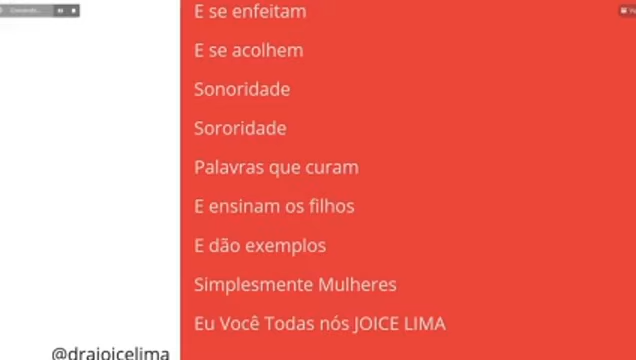 E se enfeitam
E se acolhem
Sonoridade
Sororidade
Palavras que curam
E ensinam os filhos
E dão exemplos
Simplesmente Mulheres
Eu Você Todas nós JOICE LIMA
@drajoicelima